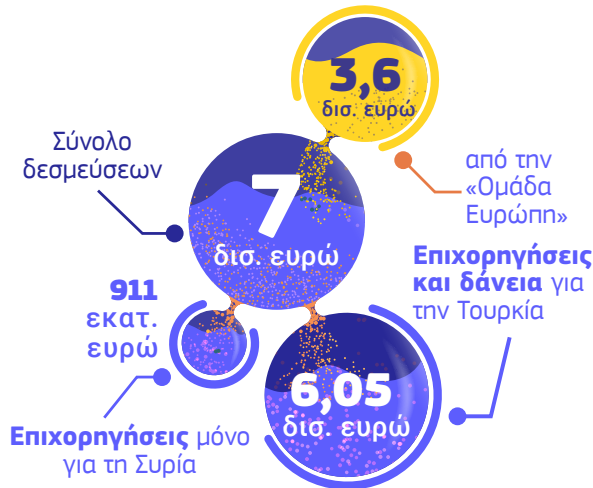 3,6
δισ. ευρώ
από την
«Ομάδα
Ευρώπη»
Σύνολο
δεσμεύσεων
7
δισ. ευρώ
Επιχορηγήσεις
και δάνεια για
την Τουρκία
911
εκατ.
ευρώ
6,05
δισ. ευρώ
Επιχορηγήσεις μόνο
για τη Συρία